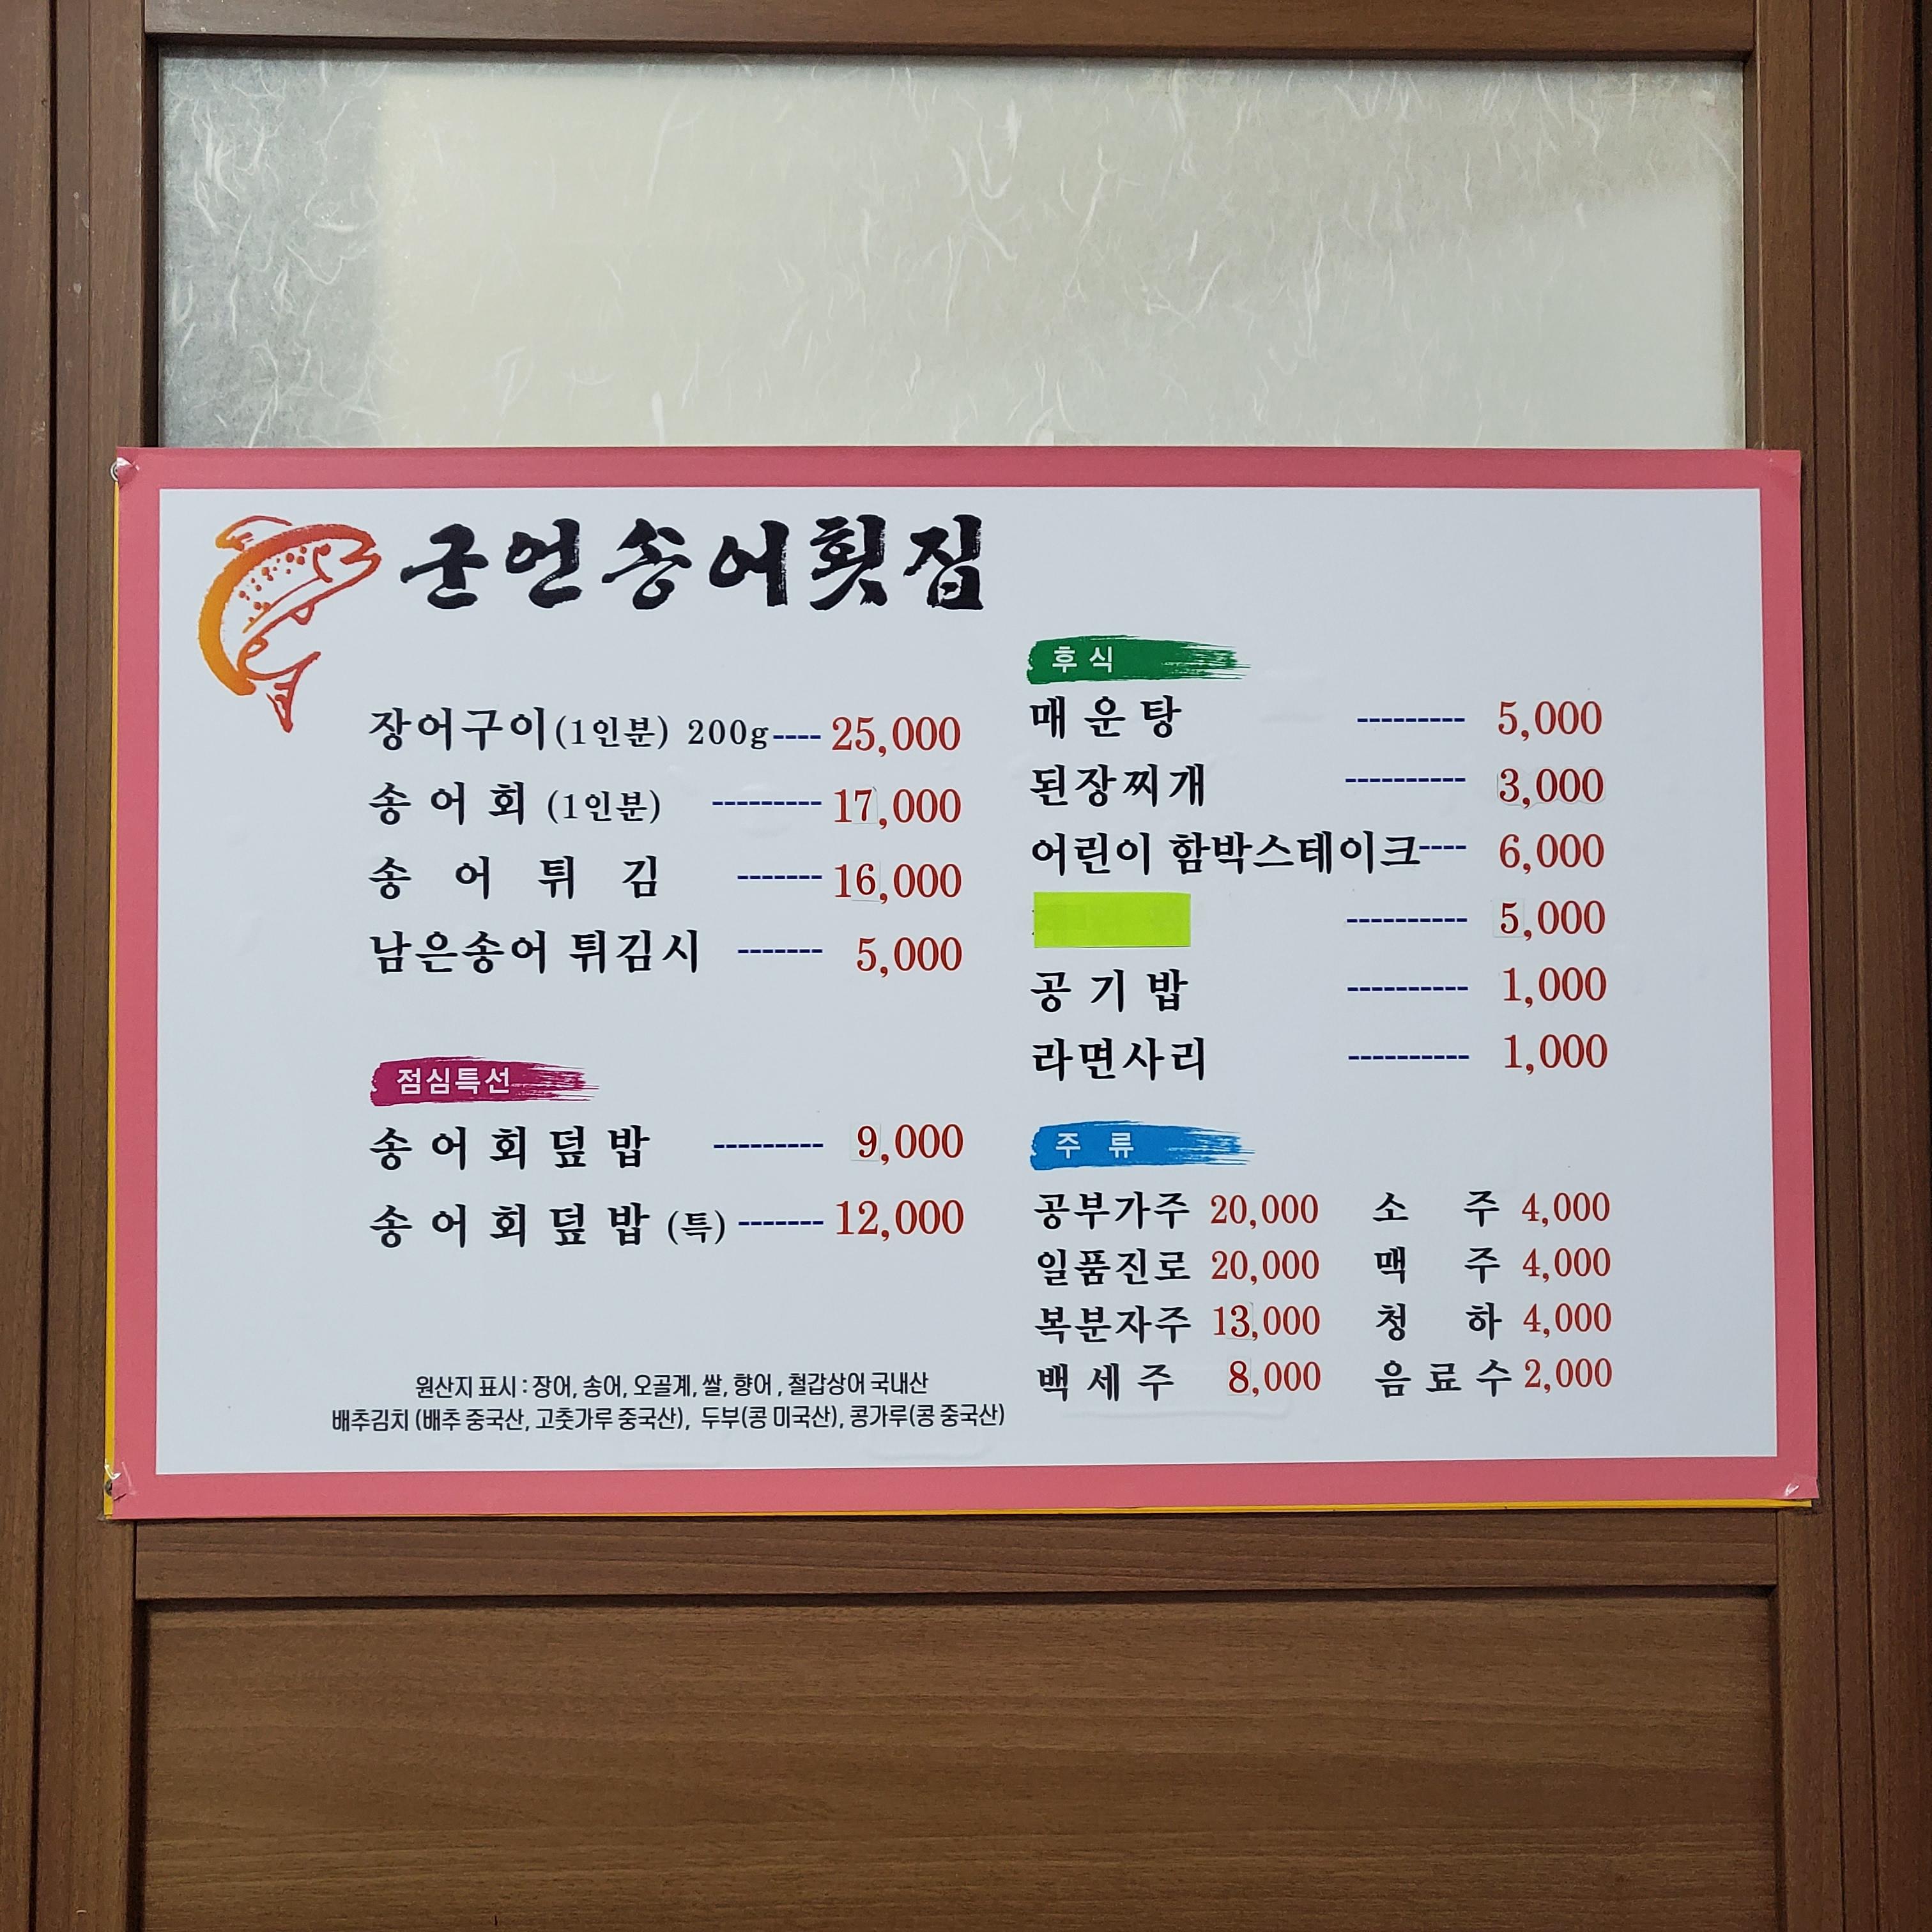 군언송어횟집
장어구이(1인분) 200g---- 25,000
송어회 (1인분) --------- 17,000
송어튀김 ------- 16,000
남은송어 튀김시 ------- 5,000
점심특선
송어회덮밥 --------- 9,000
송어회덮밥 (특) ------- 12,000
원산지 표시 : 장어, 송어, 오골계, 쌀, 향어 , 철갑상어 국내산
배추김치 (배추 중국산, 고춧가루 중국산), 두부(콩 미국산), 콩가루(콩 중국산)
후식
매운탕 --------- 5,000
된장찌개 ---------- 3,000
어린이 함박스테이크---- 6,000
---------- 5,000
공기밥 ---------- 1,000
라면사리 ---------- 1,000
주류
공부가주 20,000 소주 4,000
일품진로 20,000 맥주 4,000
복분자주 13,000 청하 4,000
백세주 8,000 음료수 2,000